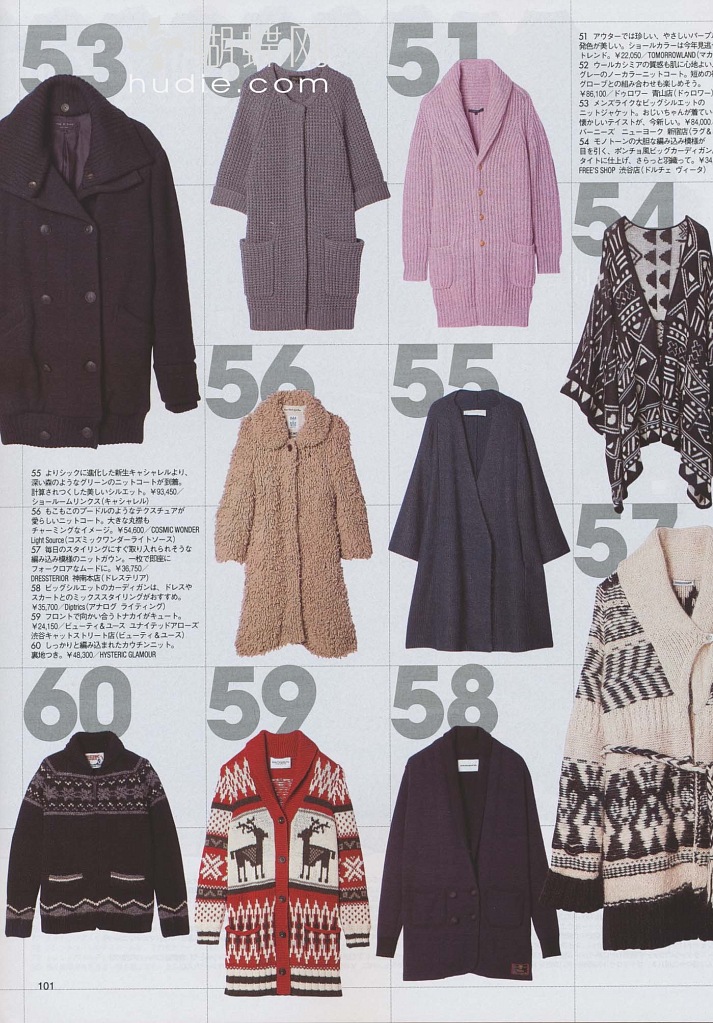 53
52
51
胡蝶网
hudie.com
51 アウターでは珍しい、やさしいパープル
発色が美しい。ショールカラーは今年見逃
トレンド。￥22,050／TOMORROWLAND(マカ
52 ウールカシミアの質感も肌に心地よい、
グレーのノーカラーニットコート。短めの
グローブとの組み合わせも楽しめそう。
￥86,100／ドゥロワー 青山店(ドゥロワー)
53 メンズライクなビッグシルエットの
ニットジャケット。おじいちゃんが着てい
懐かしいテイストが、今新しい。￥84,000
バーニーズ ニューヨーク 新宿店(ラグ＆
54 モノトーンの大胆な編み込み模様が
目を引く、ポンチョ風ビッグカーディガン。
タイトに仕上げ、さらっと羽織って。￥34,
FREE'S SHOP 渋谷店(ドルチェ ヴィータ)
54
56
55
55 よりシックに進化した新生キャシャレルより、
深い森のようなグリーンのニットコートが到着。
計算されつくした美しいシルエット。￥93,450／
ショールームリンクス(キャシャレル)
56 もこもこのプードルのようなテクスチュアが
愛らしいニットコート。大きな丸襟も
チャーミングなイメージ。￥54,600／COSMIC WONDER
Light Source(コズミックワンダーライトソース)
57 毎日のスタイリングにすぐ取り入れられそうな
編み込み模様のニットガウン。一枚で即座に
フォークロアなムードに。￥36,750／
DRESSTERIOR 神南本店(ドレステリア)
58 ビッグシルエットのカーディガンは、ドレスや
スカートとのミックススタイリングがおすすめ。
￥35,700／Diptrics(アナログ ライティング)
59 フロントで向かい合うトナカイがキュート。
￥24,150／ビューティ＆ユース ユナイテッドアローズ
渋谷キャットストリート店(ビューティ＆ユース)
60 しっかりと編み込まれたカウチンニット。
裏地つき。￥48,300／HYSTERIC GLAMOUR
57
60
59
58
101